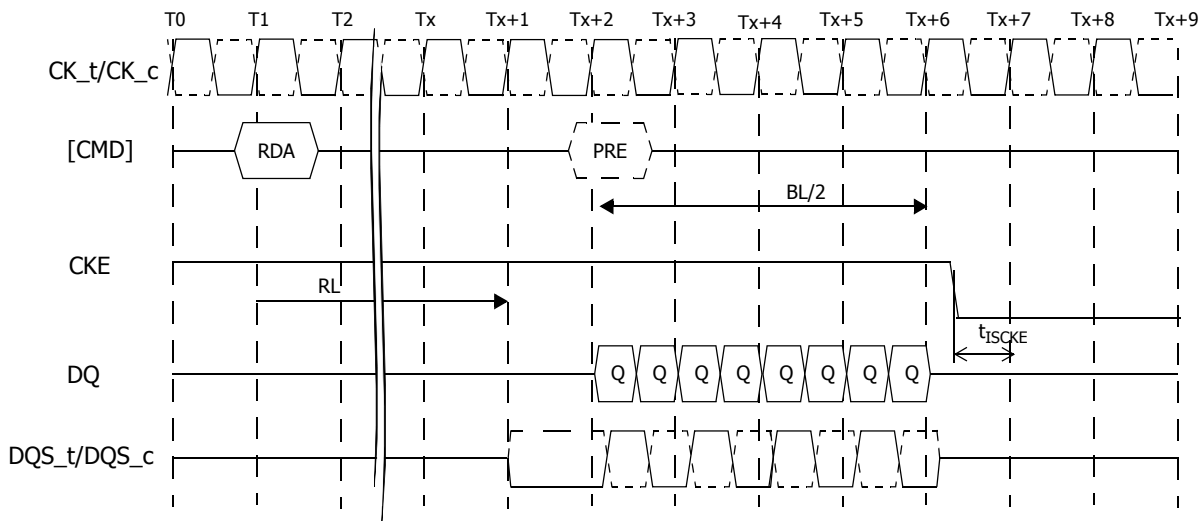 T0 T1 T2 Tx Tx+1 Tx+2 Tx+3 Tx+4 Tx+5 Tx+6 Tx+7 Tx+8 Tx+9
CK_t/CK_c
[CMD] RDA PRE
BL/2
CKE
RL
tISCKE
DQ Q Q Q Q Q Q Q Q
DQS_t/DQS_c